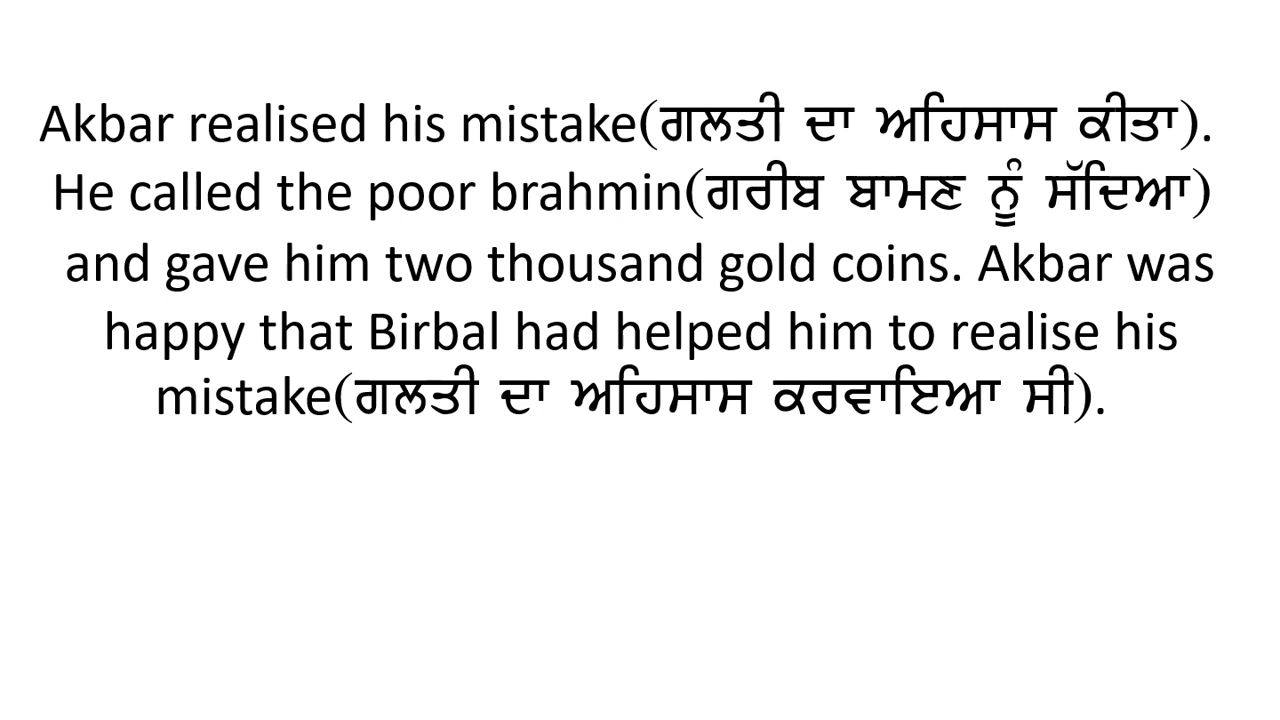 Akbar realised his mistake(ਗਲਤੀ ਦਾ ਅਹਿਸਾਸ ਕੀਤਾ).
He called the poor brahmin(ਗਰੀਬ ਬਾਮਣ ਨੂੰ ਸੱਦਿਆ)
and gave him two thousand gold coins. Akbar was
happy that Birbal had helped him to realise his
mistake(ਗਲਤੀ ਦਾ ਅਹਿਸਾਸ ਕਰਵਾਇਆ ਸੀ).